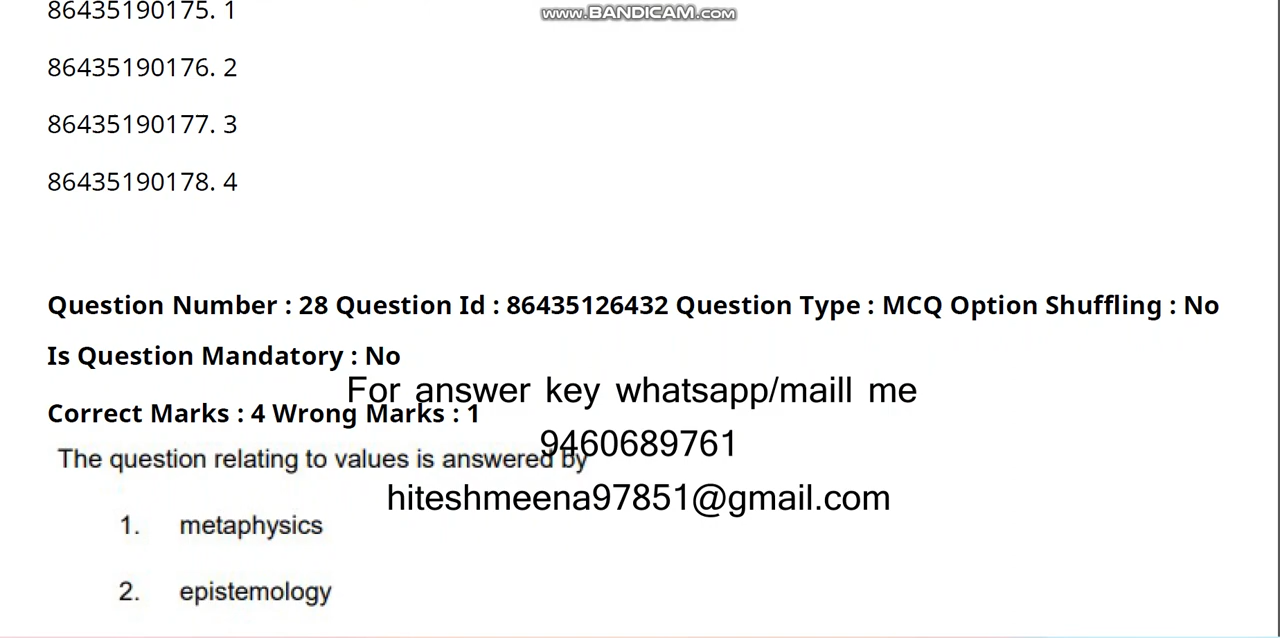 www.BANDICAM.com
86435190175. 1
86435190176. 2
86435190177. 3
86435190178. 4
Question Number : 28 Question Id : 86435126432 Question Type : MCQ Option Shuffling : No
Is Question Mandatory : No
For answer key whatsapp/maill me
Correct Marks : 4 Wrong Marks : 1
9460689761
The question relating to values is answered by
hiteshmeena97851@gmail.com
1. metaphysics
2. epistemology